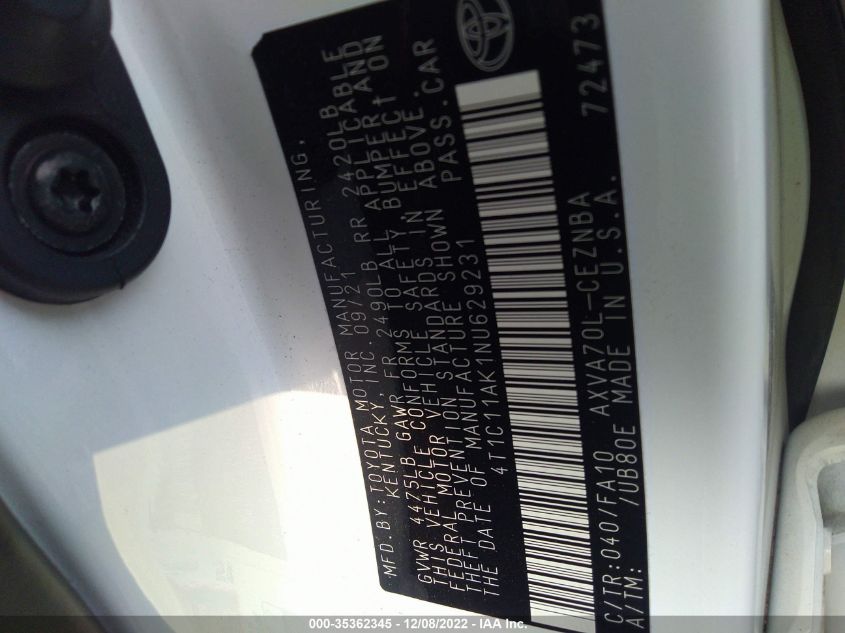 MFD.BY:TOYOTA MOTOR MANUFACTURING,
KENTUCKY, INC. 09/21
GVWR 4475LB GAWR FR 2490LB RR 2420LB
THIS VEHICLE CONFORMS TO ALL APPLICABLE
FEDERAL MOTOR VEHICLE SAFETY, BUMPER, AND
THEFT PREVENTION STANDARDS IN EFFECT ON
THE DATE OF MANUFACTURE SHOWN ABOVE.
4T1C11AK1NU629231 PASS.CAR
C/TR:040/FA10 AXVA70L-CEZNBA
A/TM: /UB80E MADE IN U.S.A. 72473
000-35362345 - 12/08/2022 - IAA Inc.